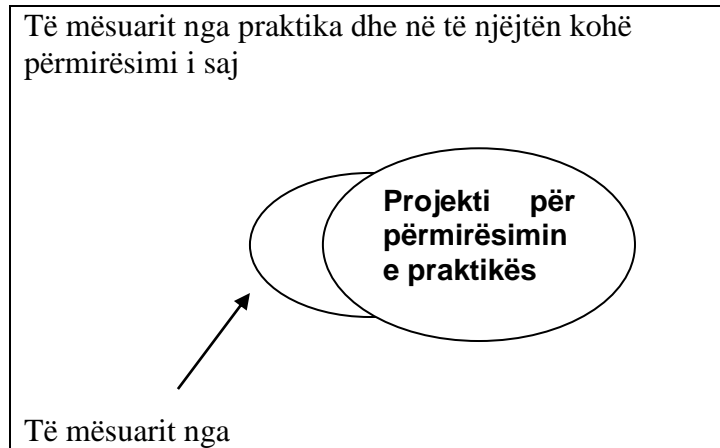 Të mësuarit nga praktika dhe në të njëjtën kohë
përmirësimi i saj
Projekti për
përmirësimin
e praktikës
Të mësuarit nga